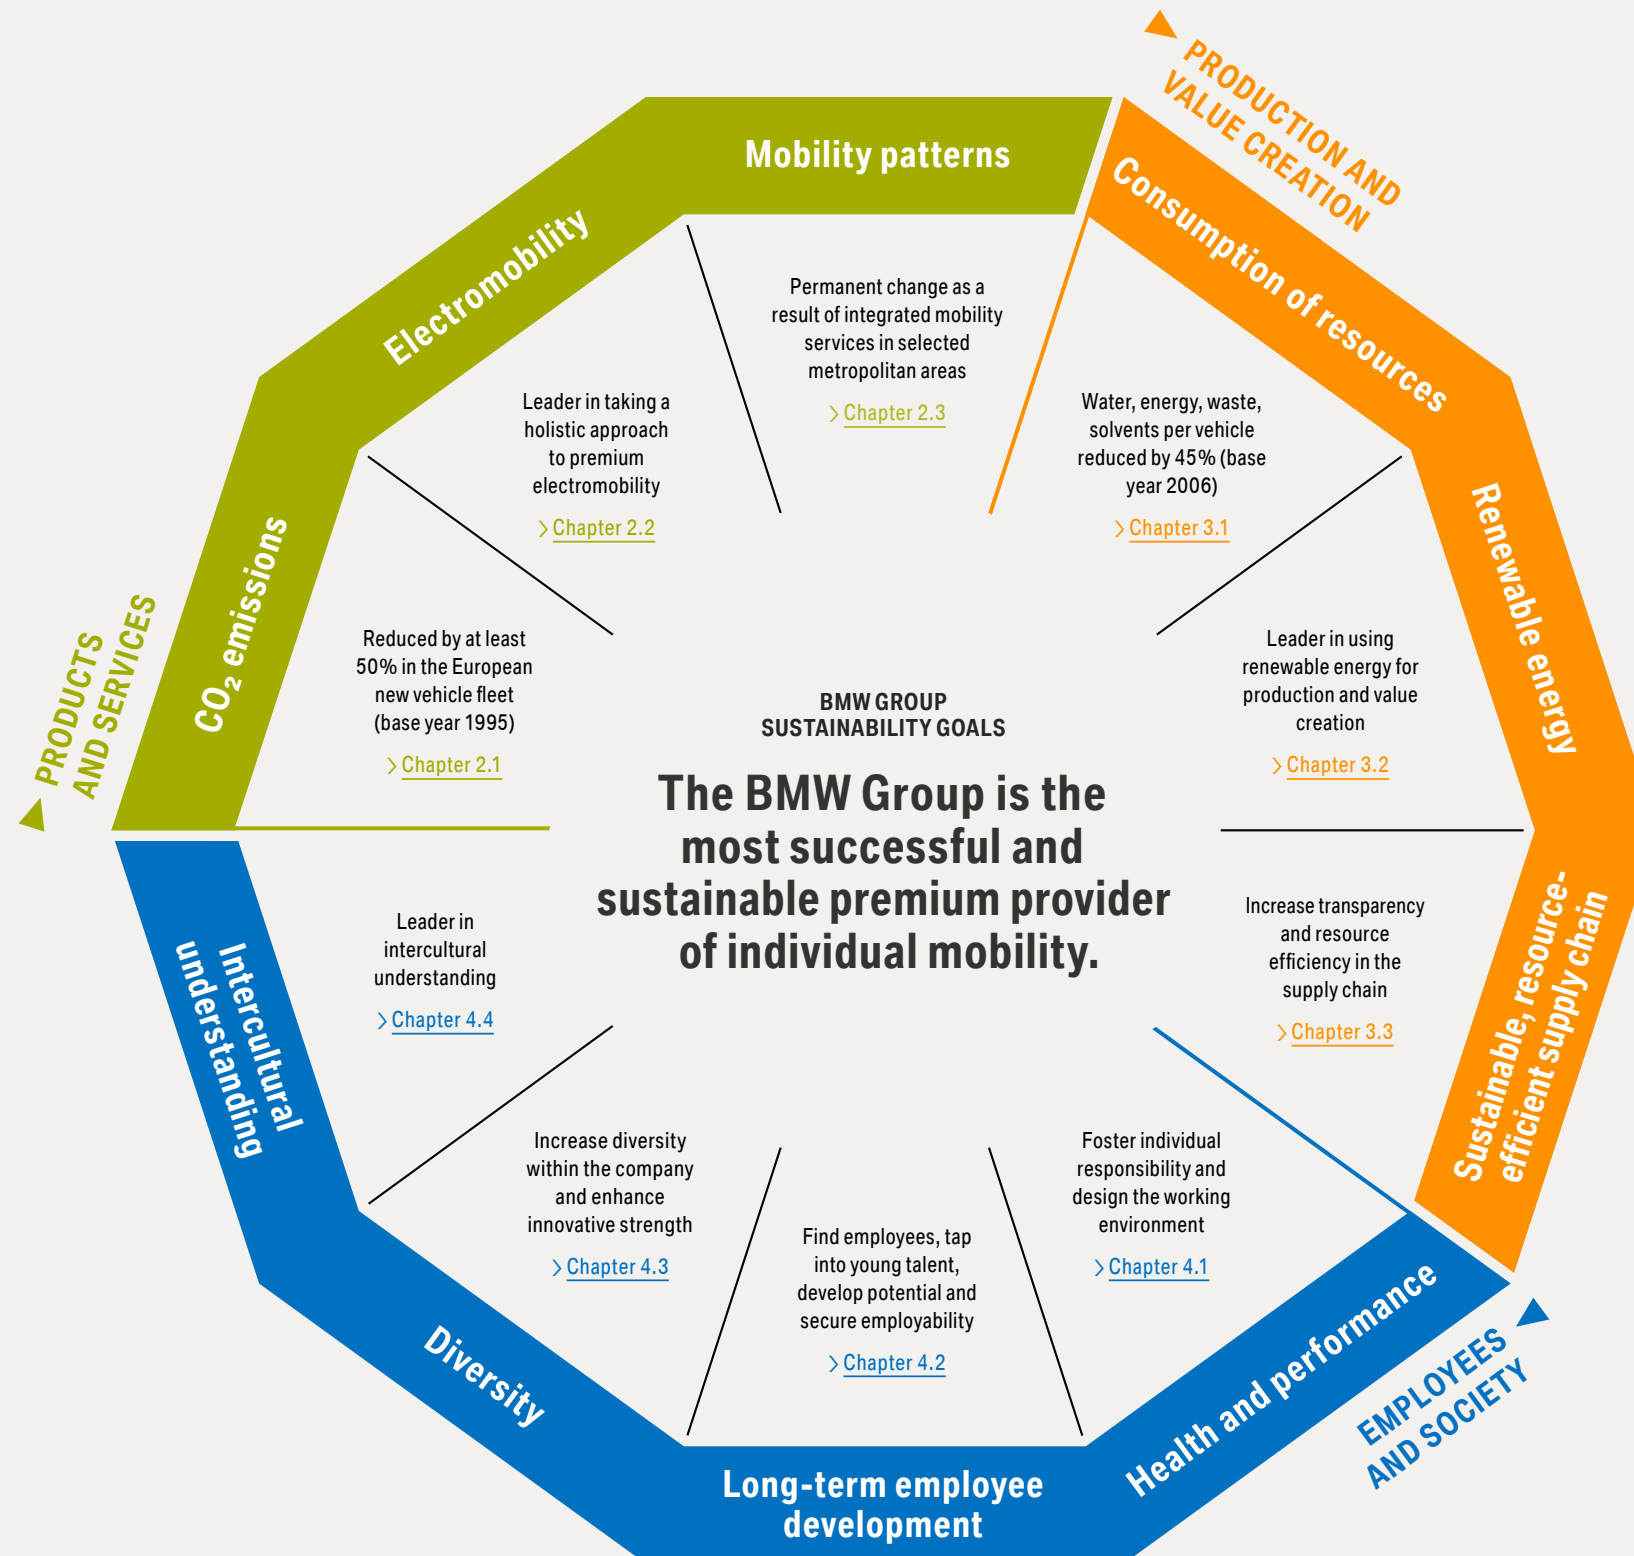 PRODUCTS
AND SERVICES
CO₂ emissions
Reduced by at least
50% in the European
new vehicle fleet
(base year 1995)
Chapter 2.1
Electromobility
Leader in taking a
holistic approach
to premium
electromobility
Chapter 2.2
Mobility patterns
Permanent change as a
result of integrated mobility
services in selected
metropolitan areas
Chapter 2.3
PRODUCTION AND
VALUE CREATION
Consumption of resources
Water, energy, waste,
solvents per vehicle
reduced by 45% (base
year 2006)
Chapter 3.1
Renewable energy
Leader in using
renewable energy for
production and value
creation
Chapter 3.2
Sustainable, resource-
efficient supply chain
Increase transparency
and resource
efficiency in the
supply chain
Chapter 3.3
EMPLOYEES
AND SOCIETY
Health and performance
Foster individual
responsibility and
design the working
environment
Chapter 4.1
Long-term employee
development
Find employees, tap
into young talent,
develop potential and
secure employability
Chapter 4.2
Diversity
Increase diversity
within the company
and enhance
innovative strength
Chapter 4.3
Intercultural
understanding
Leader in
intercultural
understanding
Chapter 4.4
BMW GROUP
SUSTAINABILITY GOALS
The BMW Group is the
most successful and
sustainable premium provider
of individual mobility.